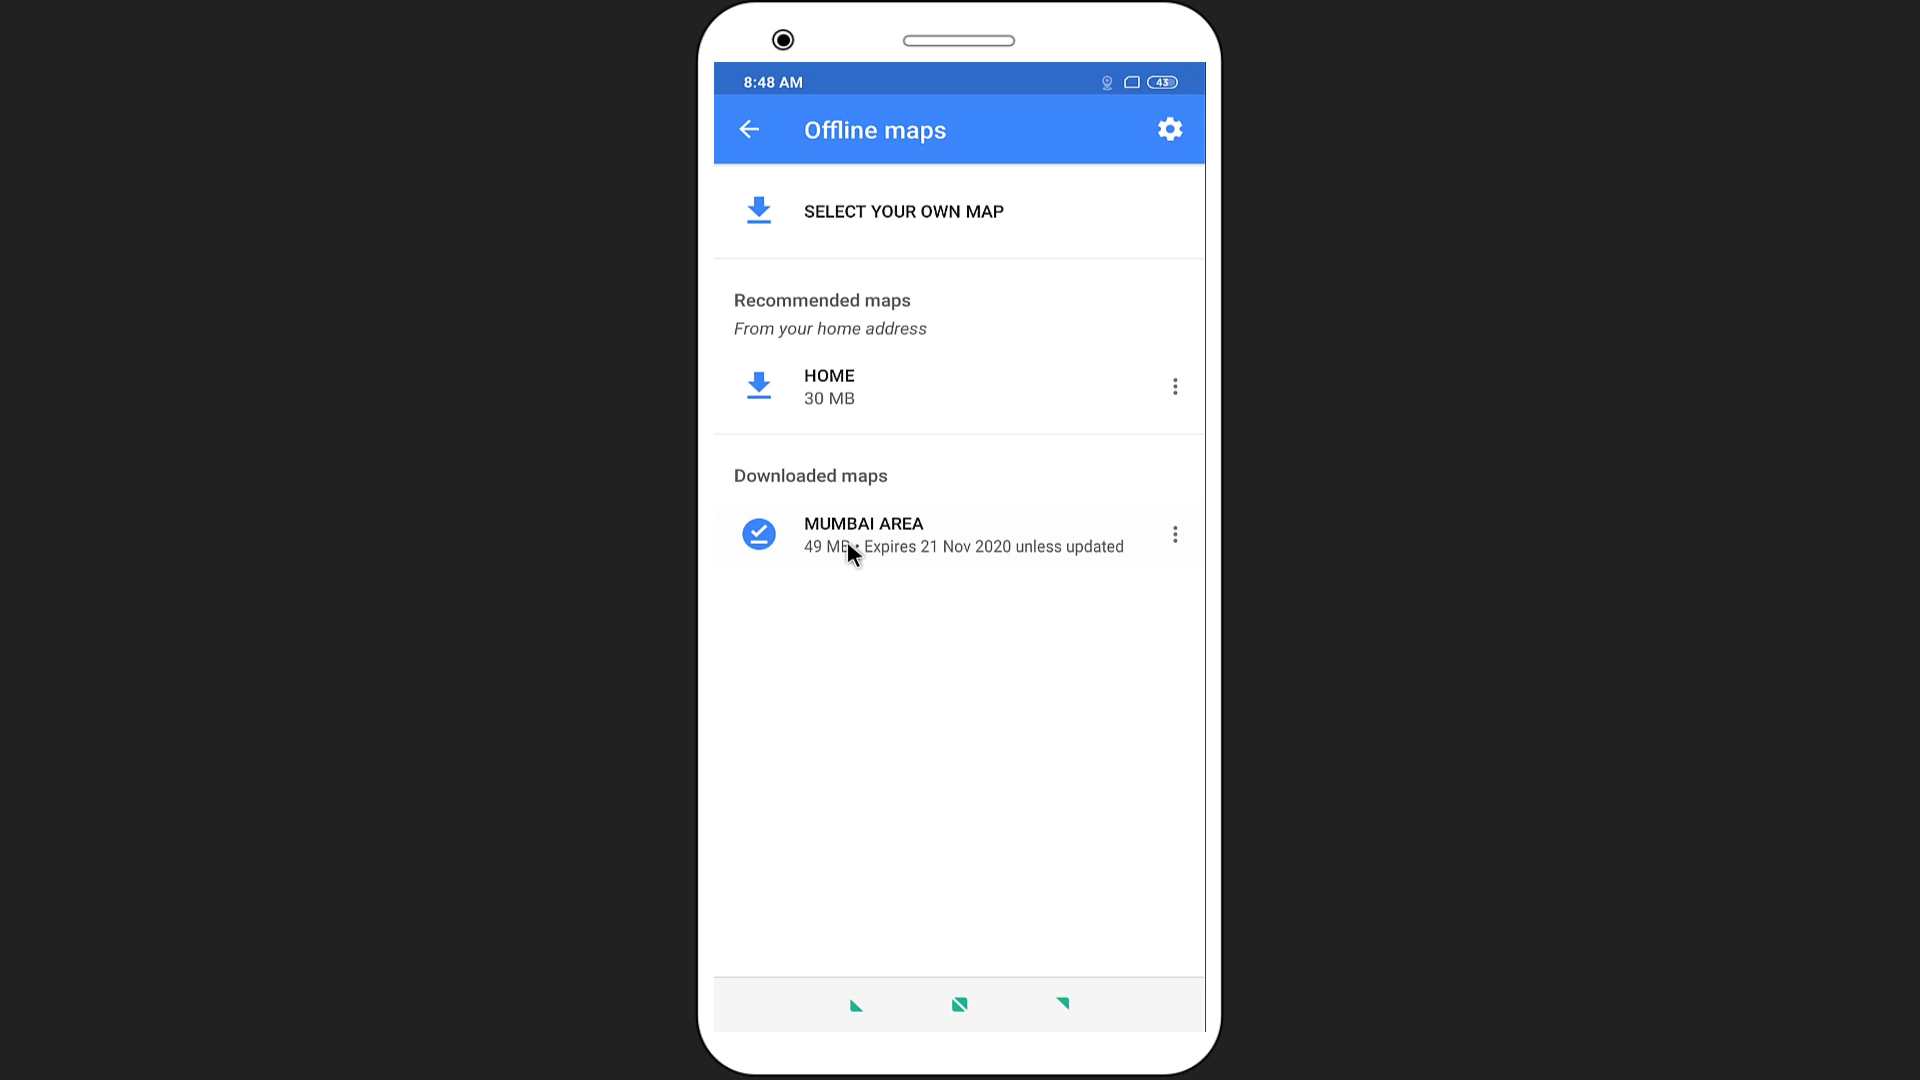 8:48 AM
43
Offline maps
SELECT YOUR OWN MAP
Recommended maps
From your home address
HOME
30 MB
Downloaded maps
MUMBAI AREA
49 MB • Expires 21 Nov 2020 unless updated